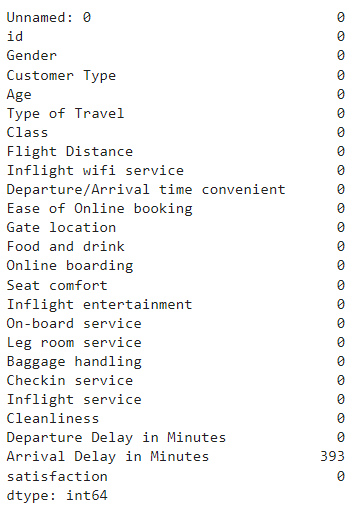 Unnamed: 0 0
id 0
Gender 0
Customer Type 0
Age 0
Type of Travel 0
Class 0
Flight Distance 0
Inflight wifi service 0
Departure/Arrival time convenient 0
Ease of Online booking 0
Gate location 0
Food and drink 0
Online boarding 0
Seat comfort 0
Inflight entertainment 0
On-board service 0
Leg room service 0
Baggage handling 0
Checkin service 0
Inflight service 0
Cleanliness 0
Departure Delay in Minutes 0
Arrival Delay in Minutes 393
satisfaction 0
dtype: int64